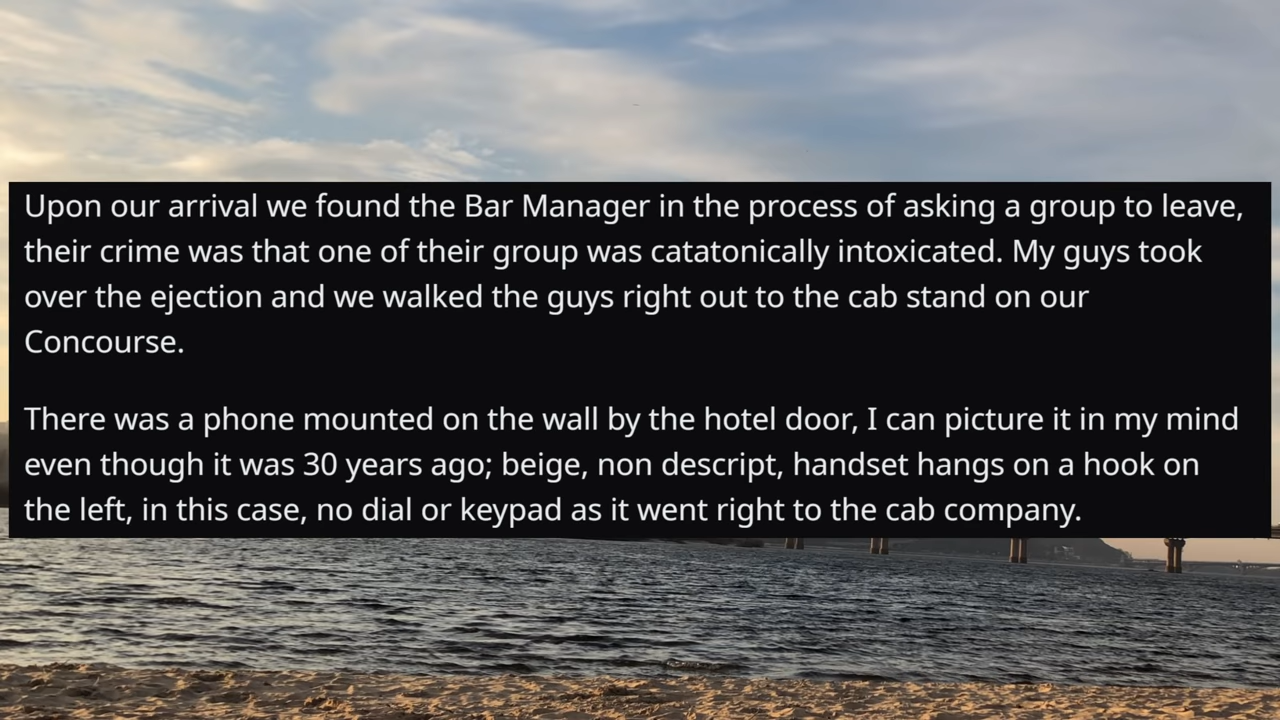 Upon our arrival we found the Bar Manager in the process of asking a group to leave,
their crime was that one of their group was catatonically intoxicated. My guys took
over the ejection and we walked the guys right out to the cab stand on our
Concourse.
There was a phone mounted on the wall by the hotel door, I can picture it in my mind
even though it was 30 years ago; beige, non descript, handset hangs on a hook on
the left, in this case, no dial or keypad as it went right to the cab company.